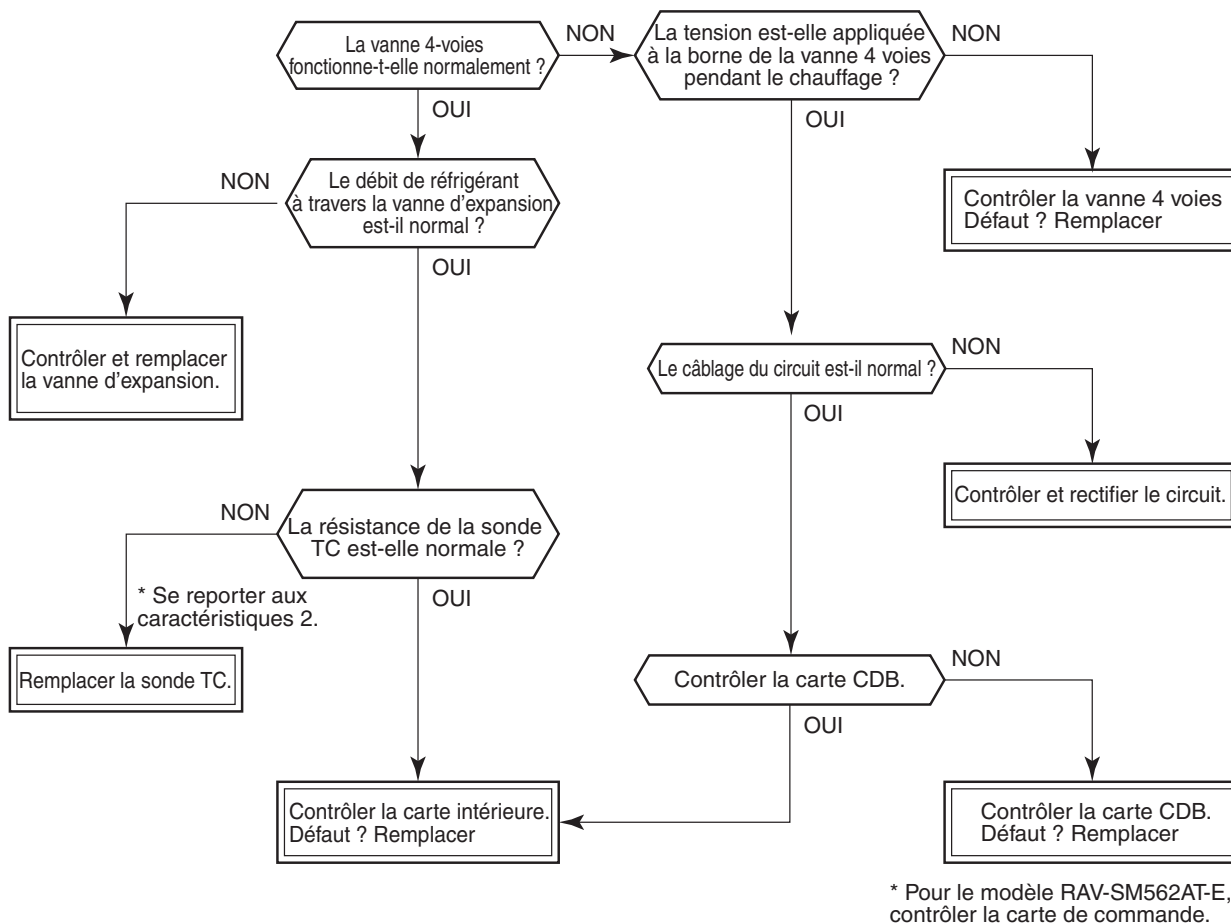 La vanne 4-voies
fonctionne-t-elle normalement ?
NON
La tension est-elle appliquée
à la borne de la vanne 4 voies
pendant le chauffage ?
NON
OUI
OUI
NON
Le débit de réfrigérant
à travers la vanne d'expansion
est-il normal ?
Contrôler la vanne 4 voies
Défaut ? Remplacer
OUI
Contrôler et remplacer
la vanne d'expansion.
Le câblage du circuit est-il normal ?
NON
OUI
Contrôler et rectifier le circuit.
NON
La résistance de la sonde
TC est-elle normale ?
* Se reporter aux
caractéristiques 2.
OUI
Remplacer la sonde TC.
Contrôler la carte CDB.
NON
OUI
Contrôler la carte intérieure.
Défaut ? Remplacer
Contrôler la carte CDB.
Défaut ? Remplacer
* Pour le modèle RAV-SM562AT-E,
contrôler la carte de commande.